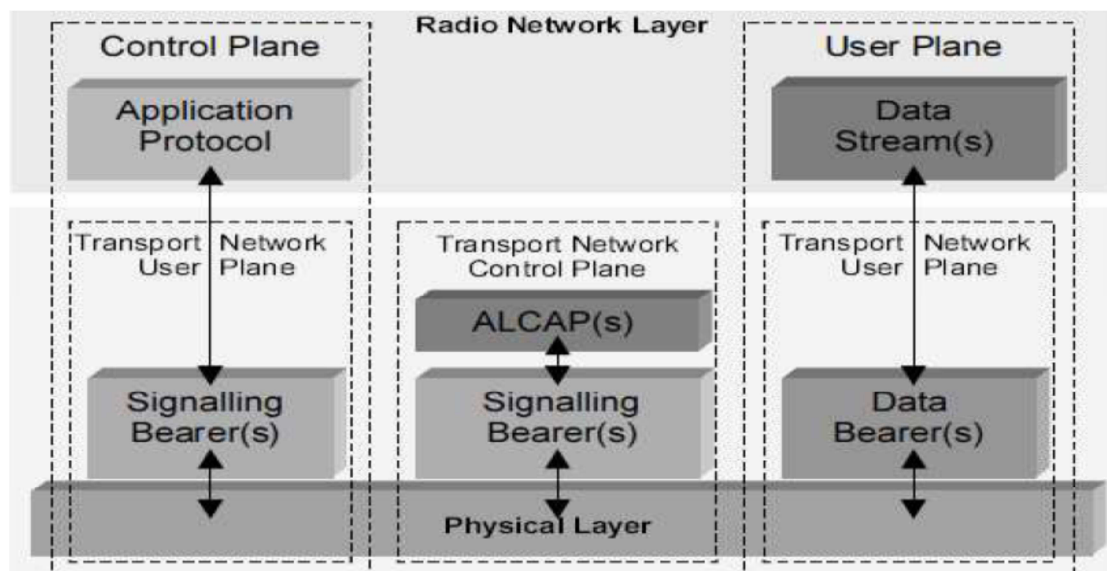 Radio Network Layer
Control Plane
User Plane
Application
Protocol
Data
Stream(s)
Transport Network
User Plane
Transport Network
Control Plane
Transport Network
User Plane
ALCAP(s)
Signalling
Bearer(s)
Signalling
Bearer(s)
Data
Bearer(s)
Physical Layer